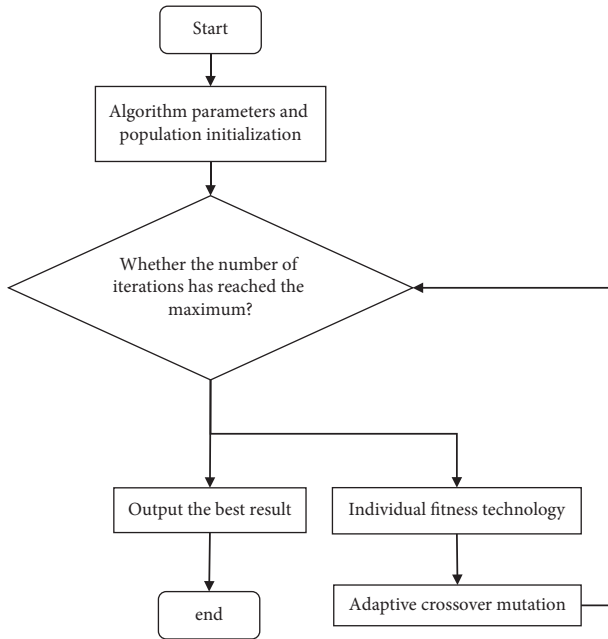 Start
Algorithm parameters and
population initialization
Whether the number of
iterations has reached the
maximum?
Output the best result
Individual fitness technology
end
Adaptive crossover mutation